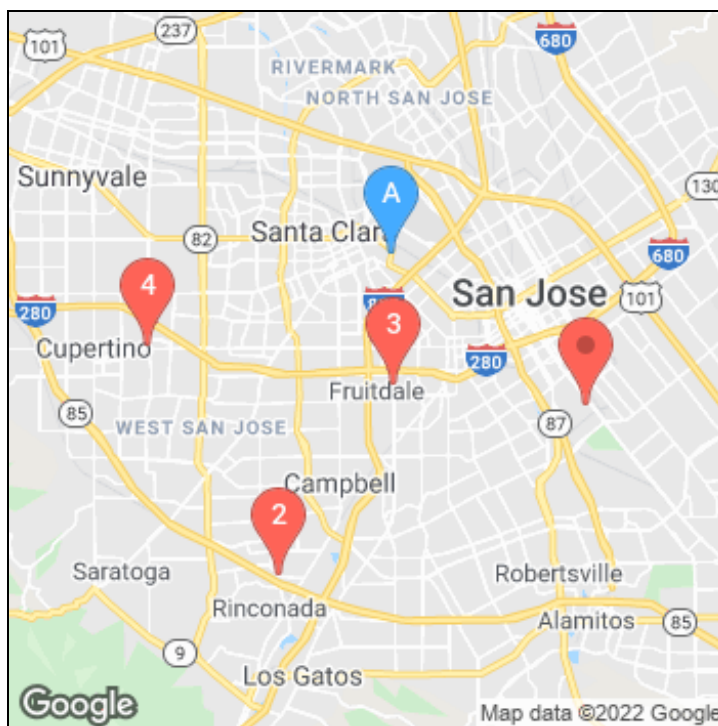 237
101
680
RIVERMARK
NORTH SAN JOSE
Sunnyvale
A
130
82
Santa Clar
680
4
San Jose
101
280
3
Cupertino
280
Fruitdale
85
87
WEST SAN JOSE
Campbell
2
Saratoga
Robertsville
Rinconada
Alamitos
85
9
Los Gatos
Google
Map data ©2022 Google